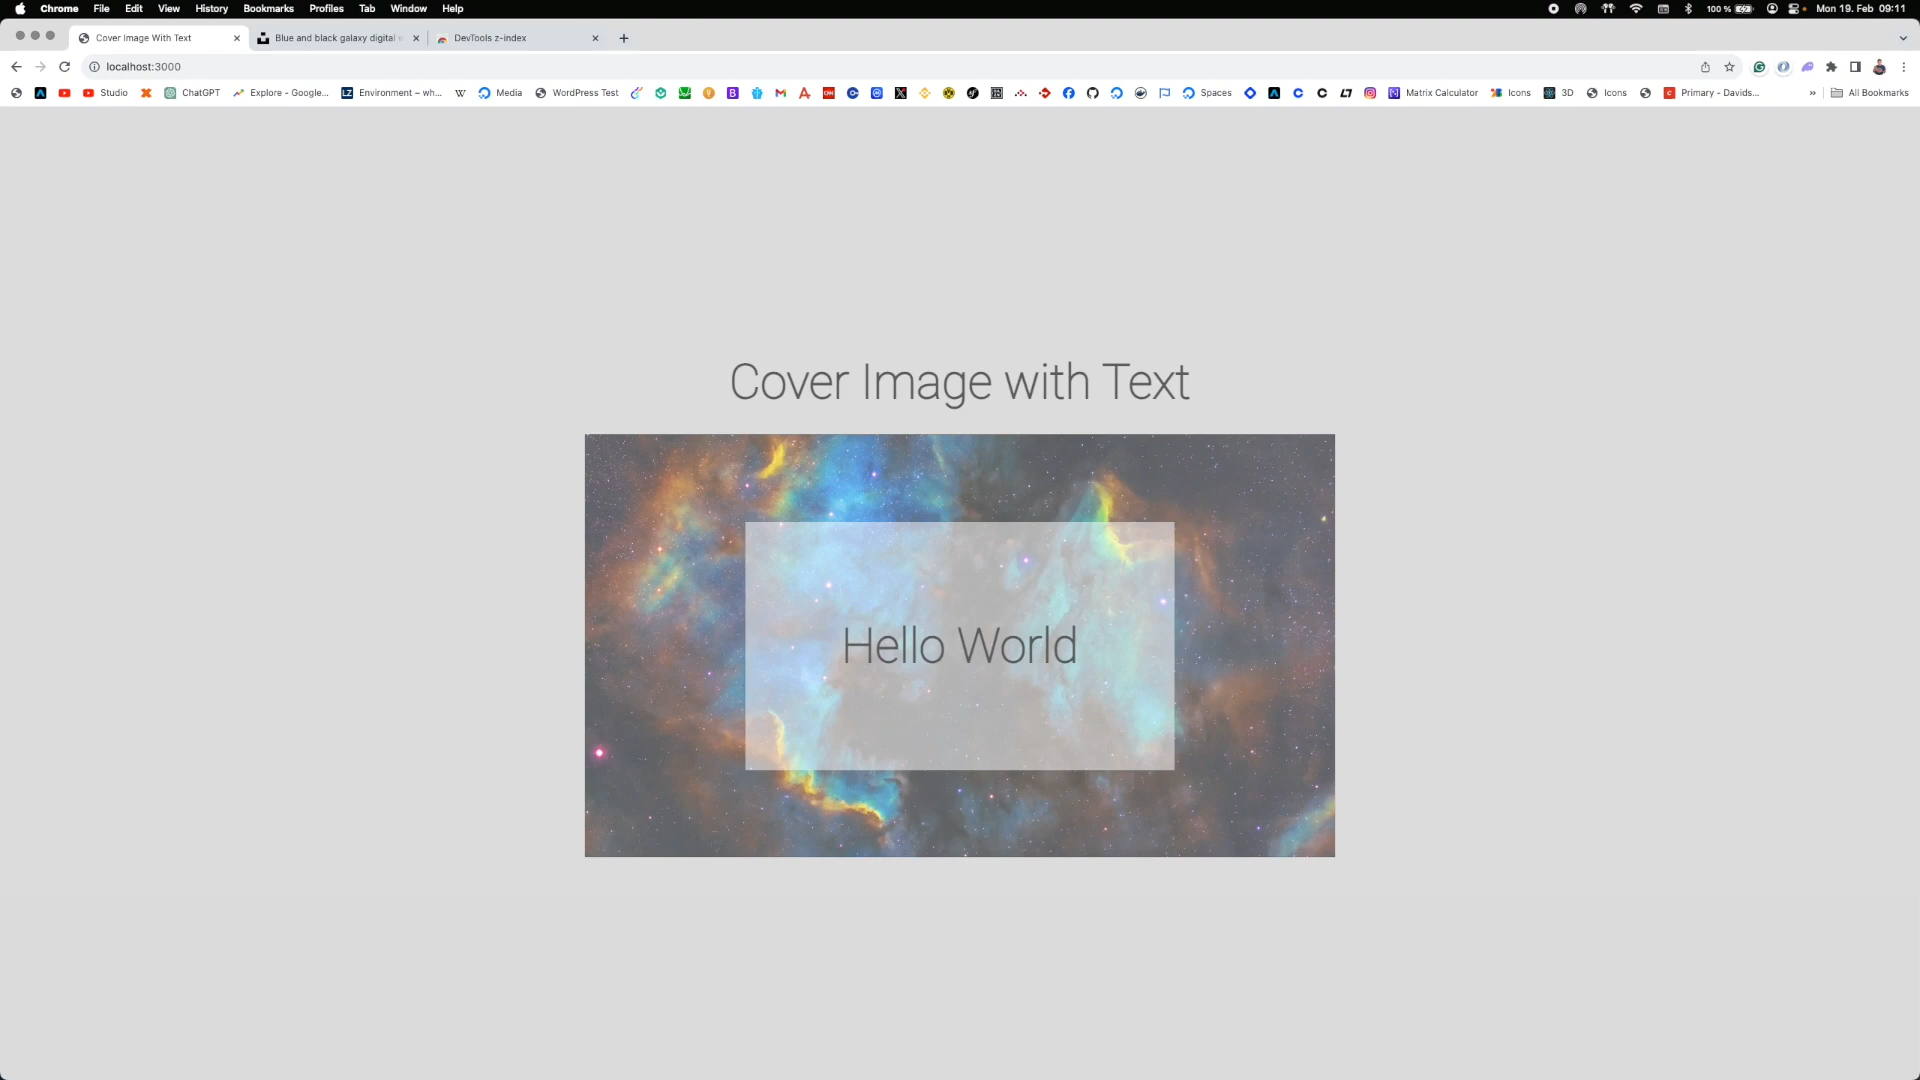 Chrome File Edit View History Bookmarks Profiles Tab Window Help 100 % Mon 19. Feb 09:11
Cover Image With Text Blue and black galaxy digital DevTools z-index
localhost:3000
Studio ChatGPT Explore - Google... Environment – wh... W Media WordPress Test Spaces Matrix Calculator Icons 3D Icons Primary - Davids... » All Bookmarks
Cover Image with Text
Hello World